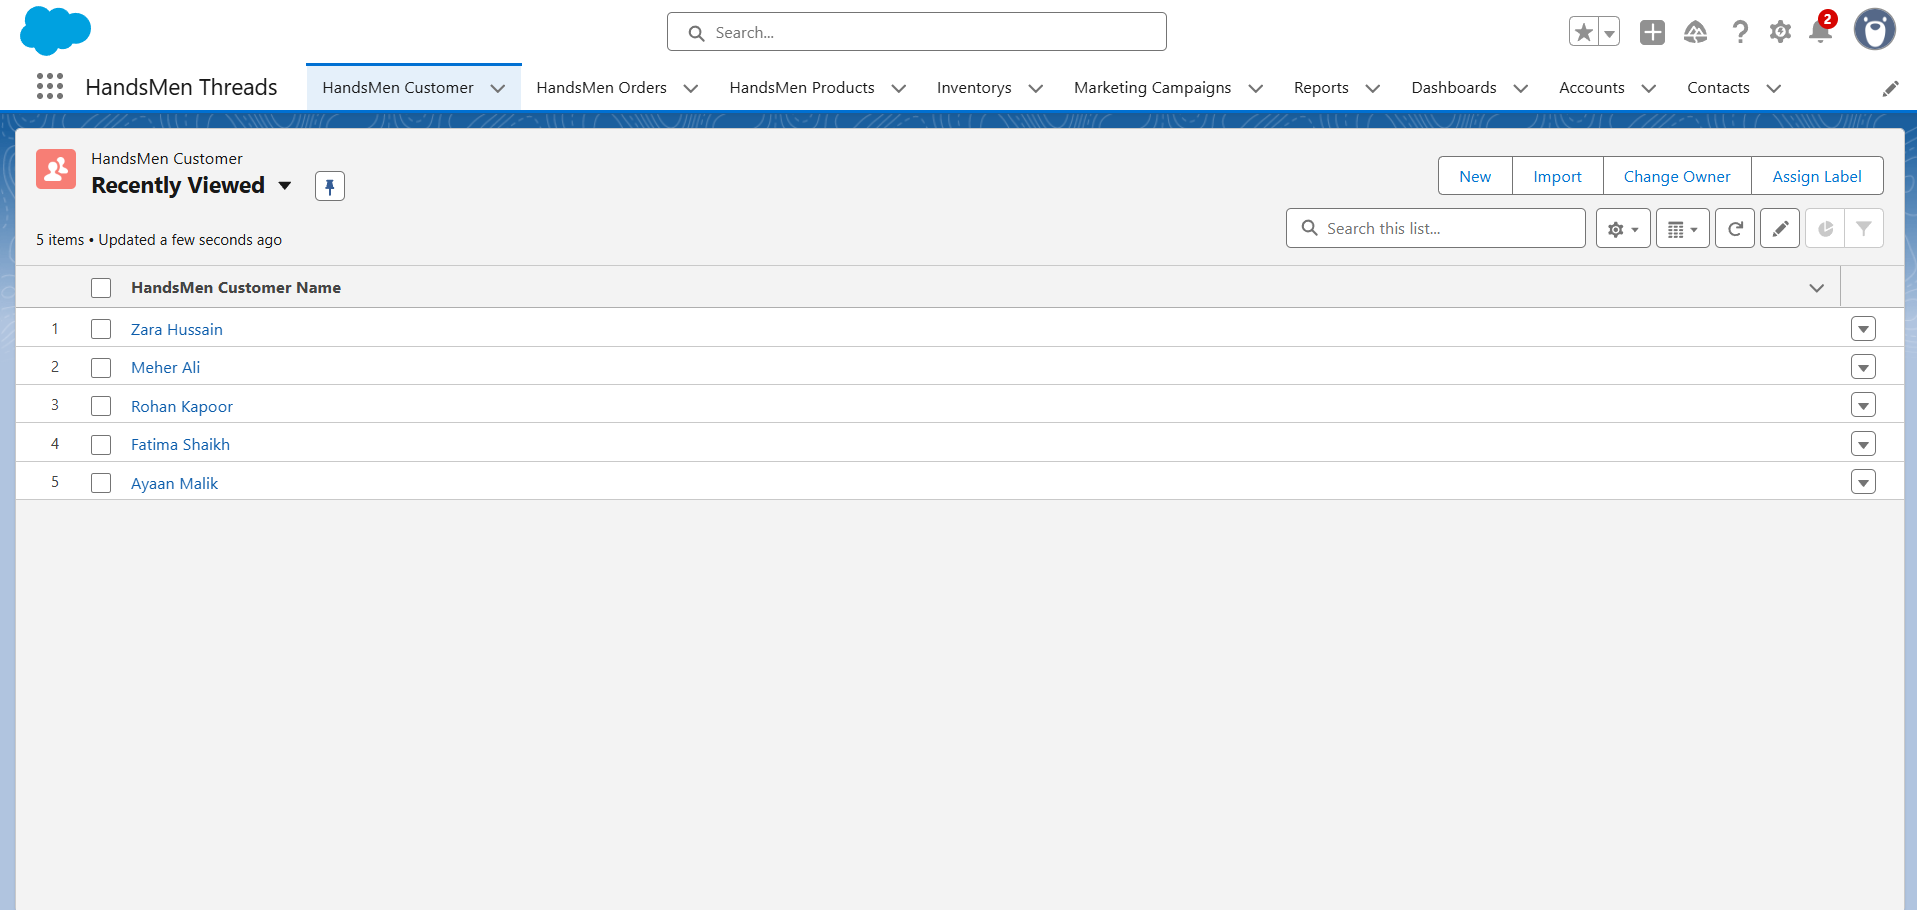 Search...
2
HandsMen Threads
HandsMen Customer
HandsMen Orders
HandsMen Products
Inventorys
Marketing Campaigns
Reports
Dashboards
Accounts
Contacts
HandsMen Customer
Recently Viewed
New
Import
Change Owner
Assign Label
5 items • Updated a few seconds ago
Search this list...
HandsMen Customer Name
1 Zara Hussain
2 Meher Ali
3 Rohan Kapoor
4 Fatima Shaikh
5 Ayaan Malik